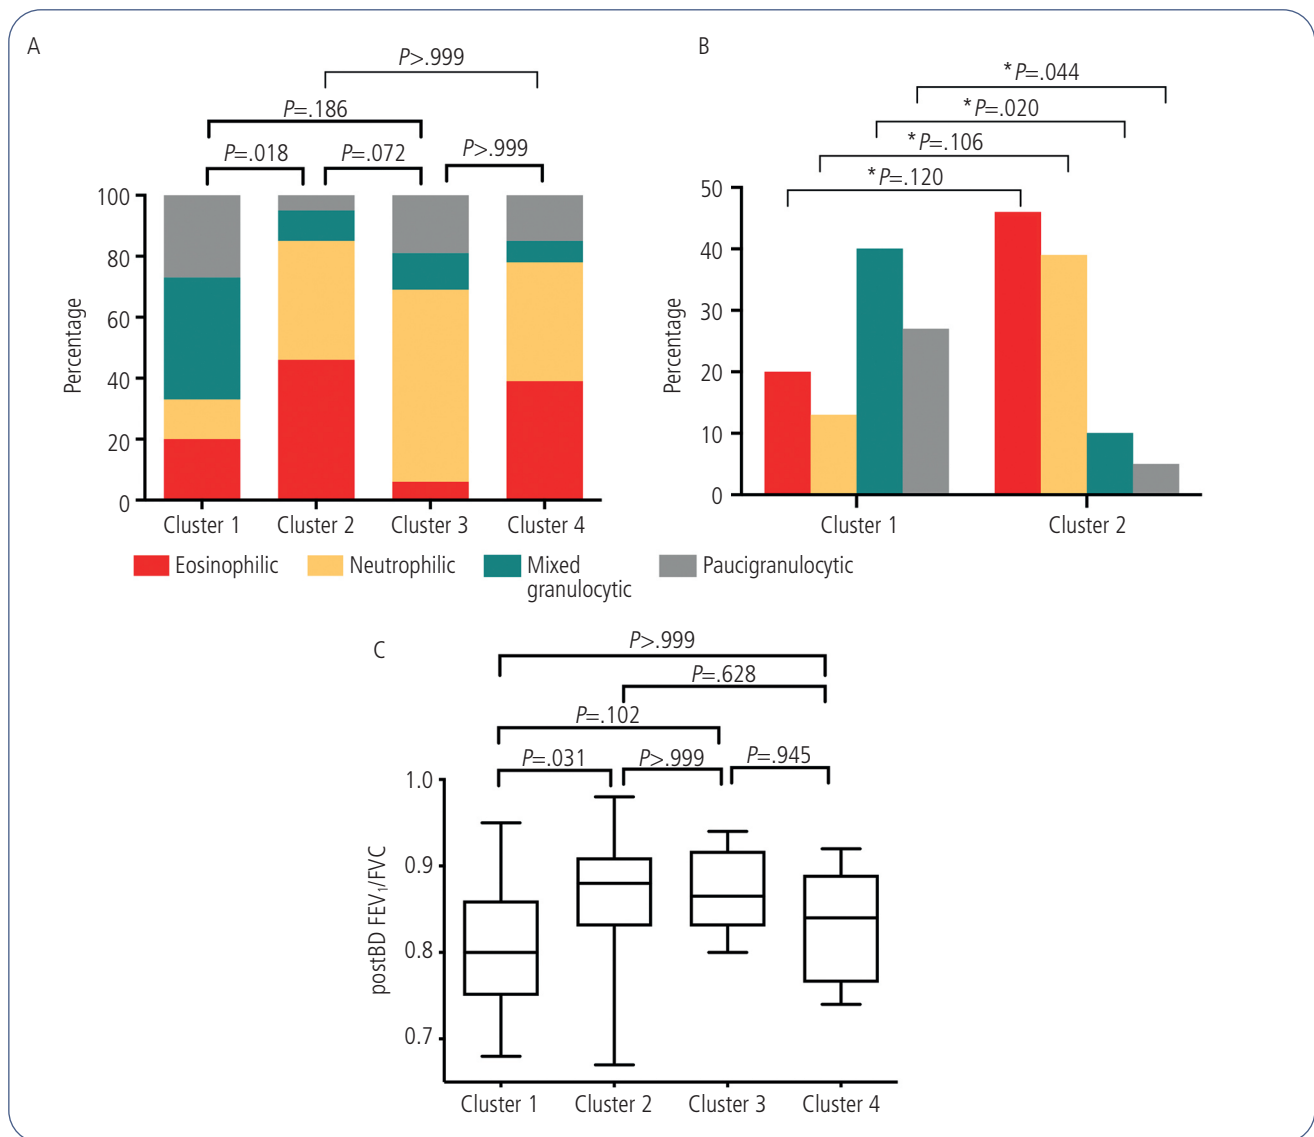 A
P>.999
P=.186
P=.018
P=.072
P>.999
Percentage
100
80
60
40
20
0
Cluster 1
Cluster 2
Cluster 3
Cluster 4
B
*P=.044
*P=.020
*P=.106
*P=.120
Percentage
50
40
30
20
10
0
Cluster 1
Cluster 2
Eosinophilic
Neutrophilic
Mixed
granulocytic
Paucigranulocytic
C
P>.999
P=.628
P=.102
P=.031
P>.999
P=.945
postBD FEV₁/FVC
1.0
0.9
0.8
0.7
Cluster 1
Cluster 2
Cluster 3
Cluster 4